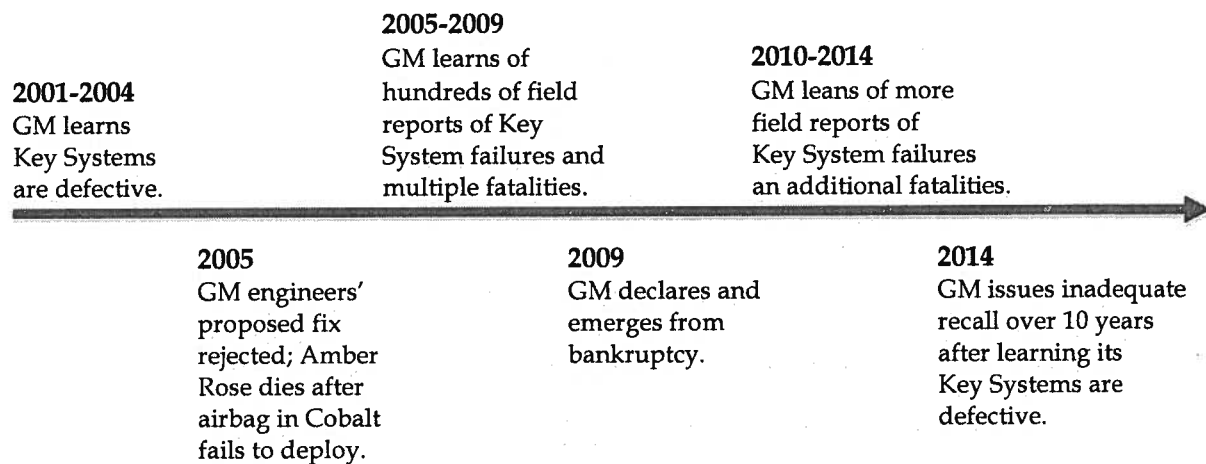 2001-2004
GM learns
Key Systems
are defective.
2005-2009
GM learns of
hundreds of field
reports of Key
System failures and
multiple fatalities.
2010-2014
GM leans of more
field reports of
Key System failures
an additional fatalities.
2005
GM engineers'
proposed fix
rejected; Amber
Rose dies after
airbag in Cobalt
fails to deploy.
2009
GM declares and
emerges from
bankruptcy.
2014
GM issues inadequate
recall over 10 years
after learning its
Key Systems are
defective.